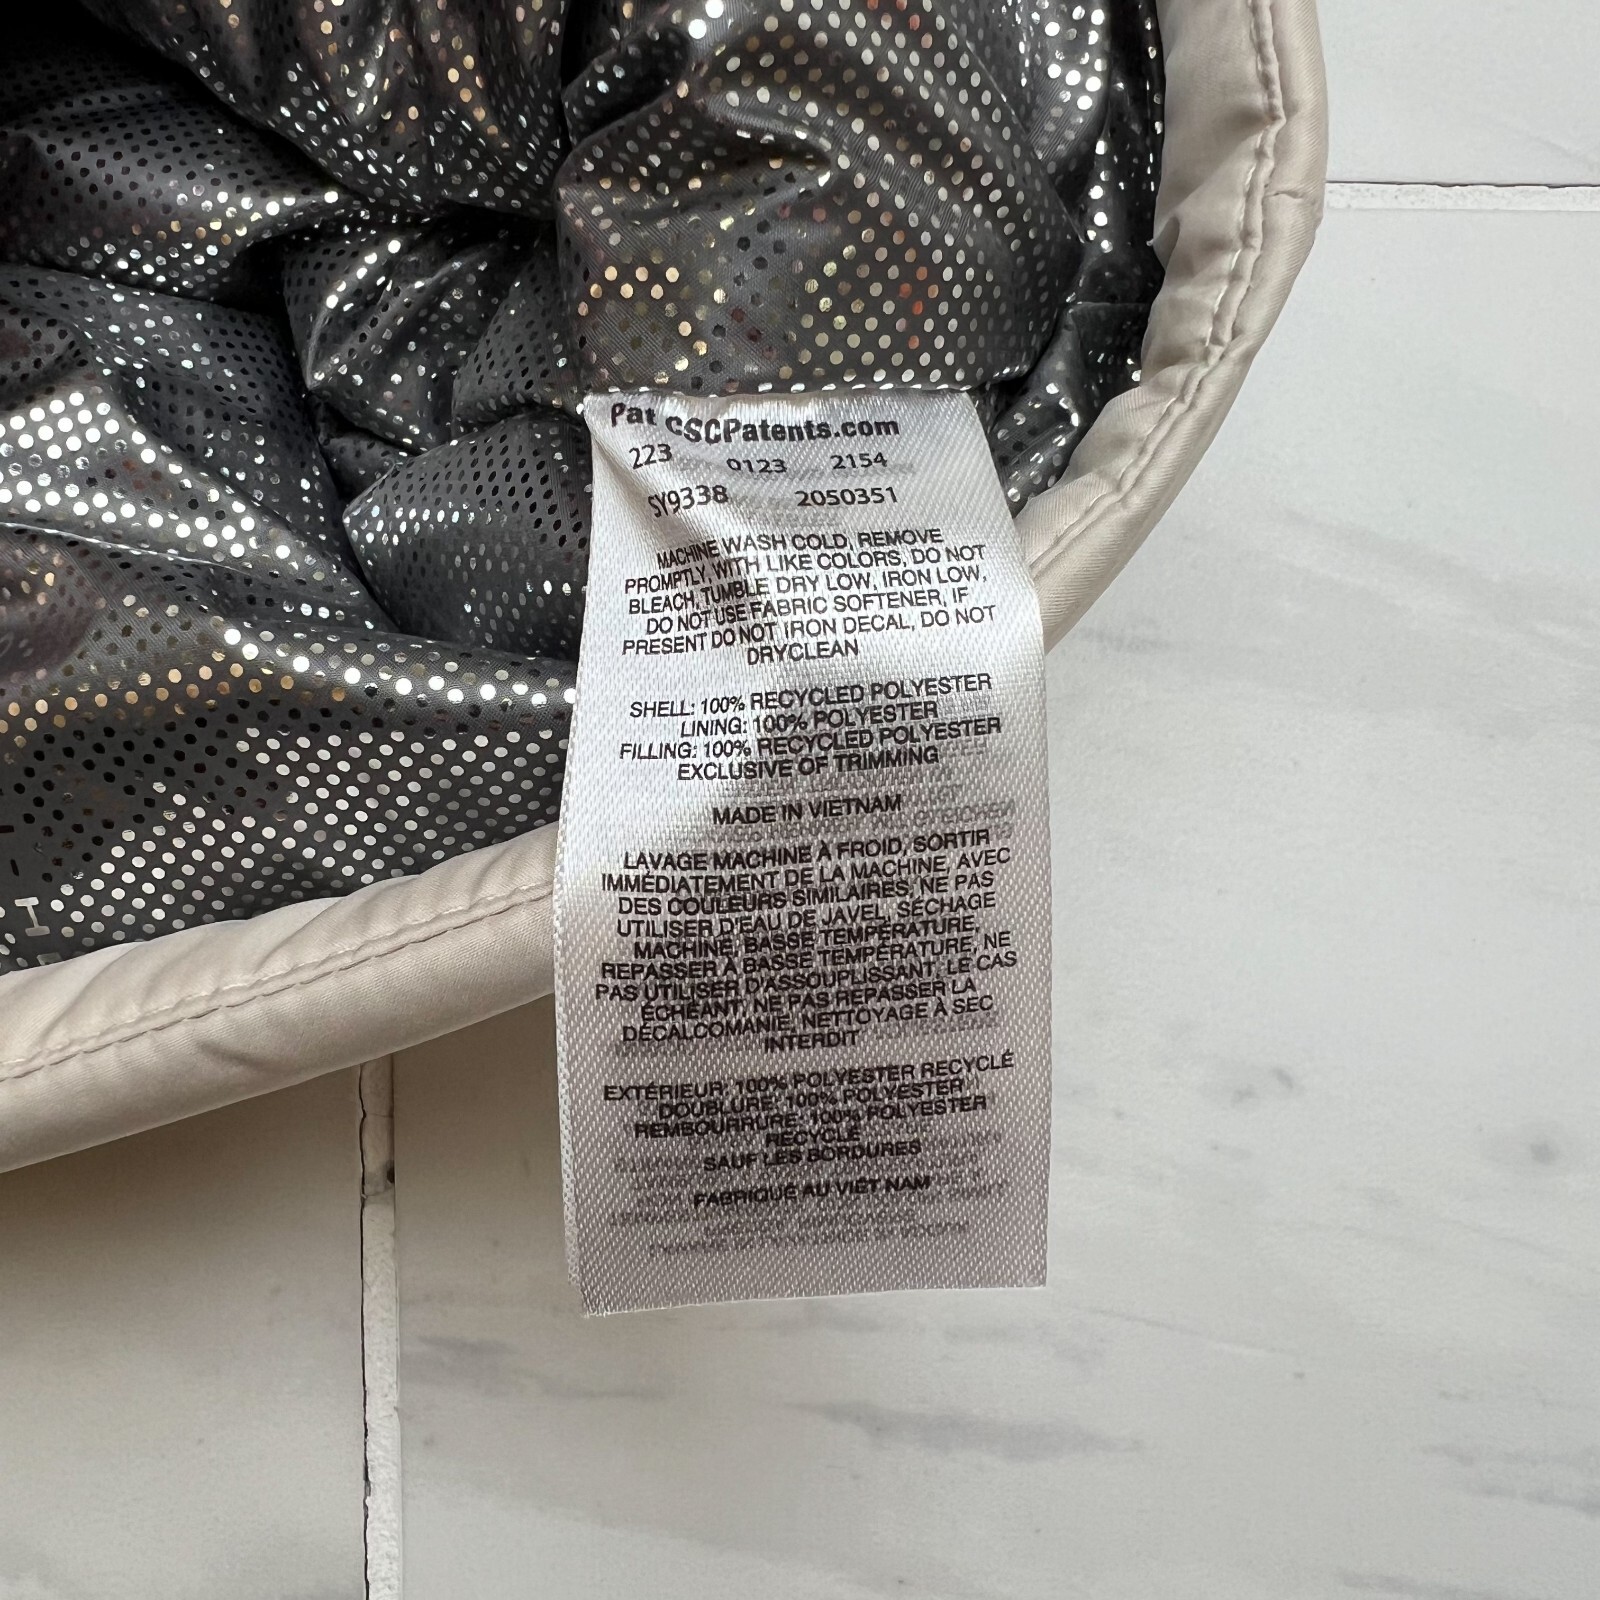 Pat CSCPatents.com
223 0123 2154
SY9338 2050351
MACHINE WASH COLD, REMOVE
PROMPTLY, WITH LIKE COLORS, DO NOT
BLEACH, TUMBLE DRY LOW, IRON LOW,
DO NOT USE FABRIC SOFTENER, IF
PRESENT DO NOT IRON DECAL, DO NOT
DRYCLEAN
SHELL: 100% RECYCLED POLYESTER
LINING: 100% POLYESTER
FILLING: 100% RECYCLED POLYESTER
EXCLUSIVE OF TRIMMING
MADE IN VIETNAM
LAVAGE MACHINE À FROID, SORTIR
IMMÉDIATEMENT DE LA MACHINE, AVEC
DES COULEURS SIMILAIRES, NE PAS
UTILISER D'EAU DE JAVEL, SÉCHAGE
MACHINE, BASSE TEMPÉRATURE,
REPASSER À BASSE TEMPÉRATURE, NE
PAS UTILISER D'ASSOUPLISSANT, LE CAS
ÉCHÉANT, NE PAS REPASSER LA
DÉCALCOMANIE, NETTOYAGE À SEC
INTERDIT
EXTÉRIEUR: 100% POLYESTER RECYCLÉ
DOUBLURE: 100% POLYESTER
REMBOURRURE: 100% POLYESTER
RECYCLÉ
SAUF LES BORDURES
FABRIQUÉ AU VIÊT NAM